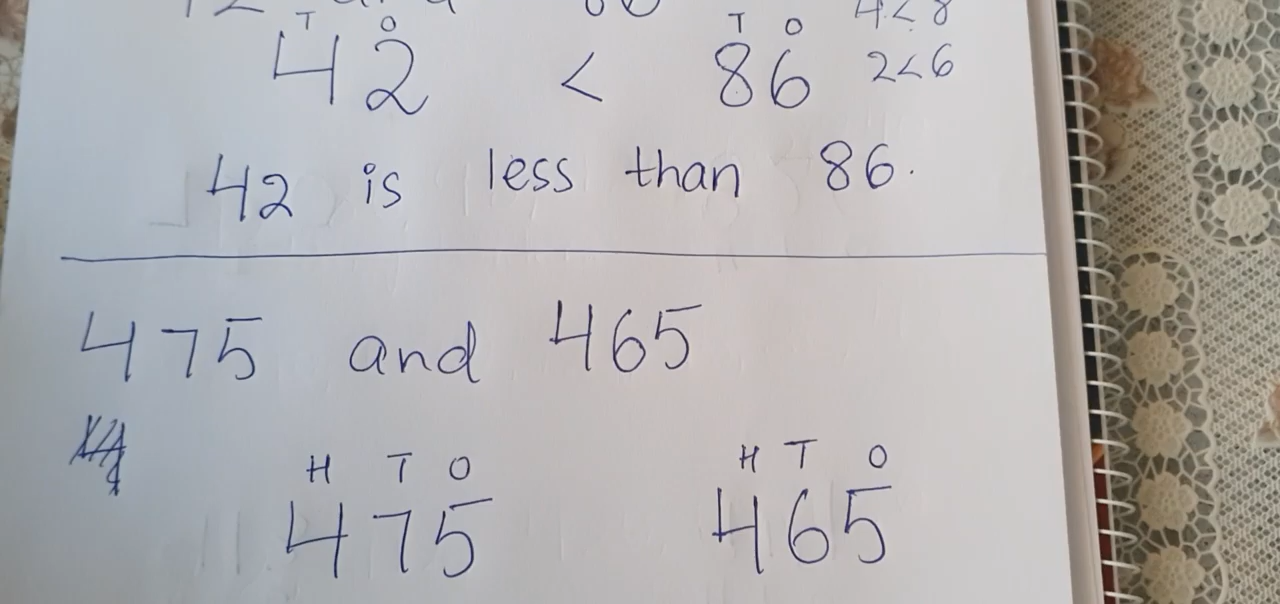 T O T O 4<8
42 < 86 2<6
42 is less than 86.
475 and 465
H T O H T O
475 465